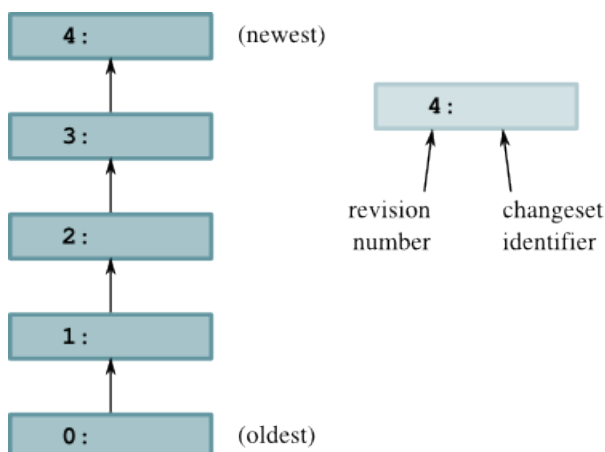 4:
(newest)
3:
2:
1:
0:
(oldest)
4:
revision
number
changeset
identifier